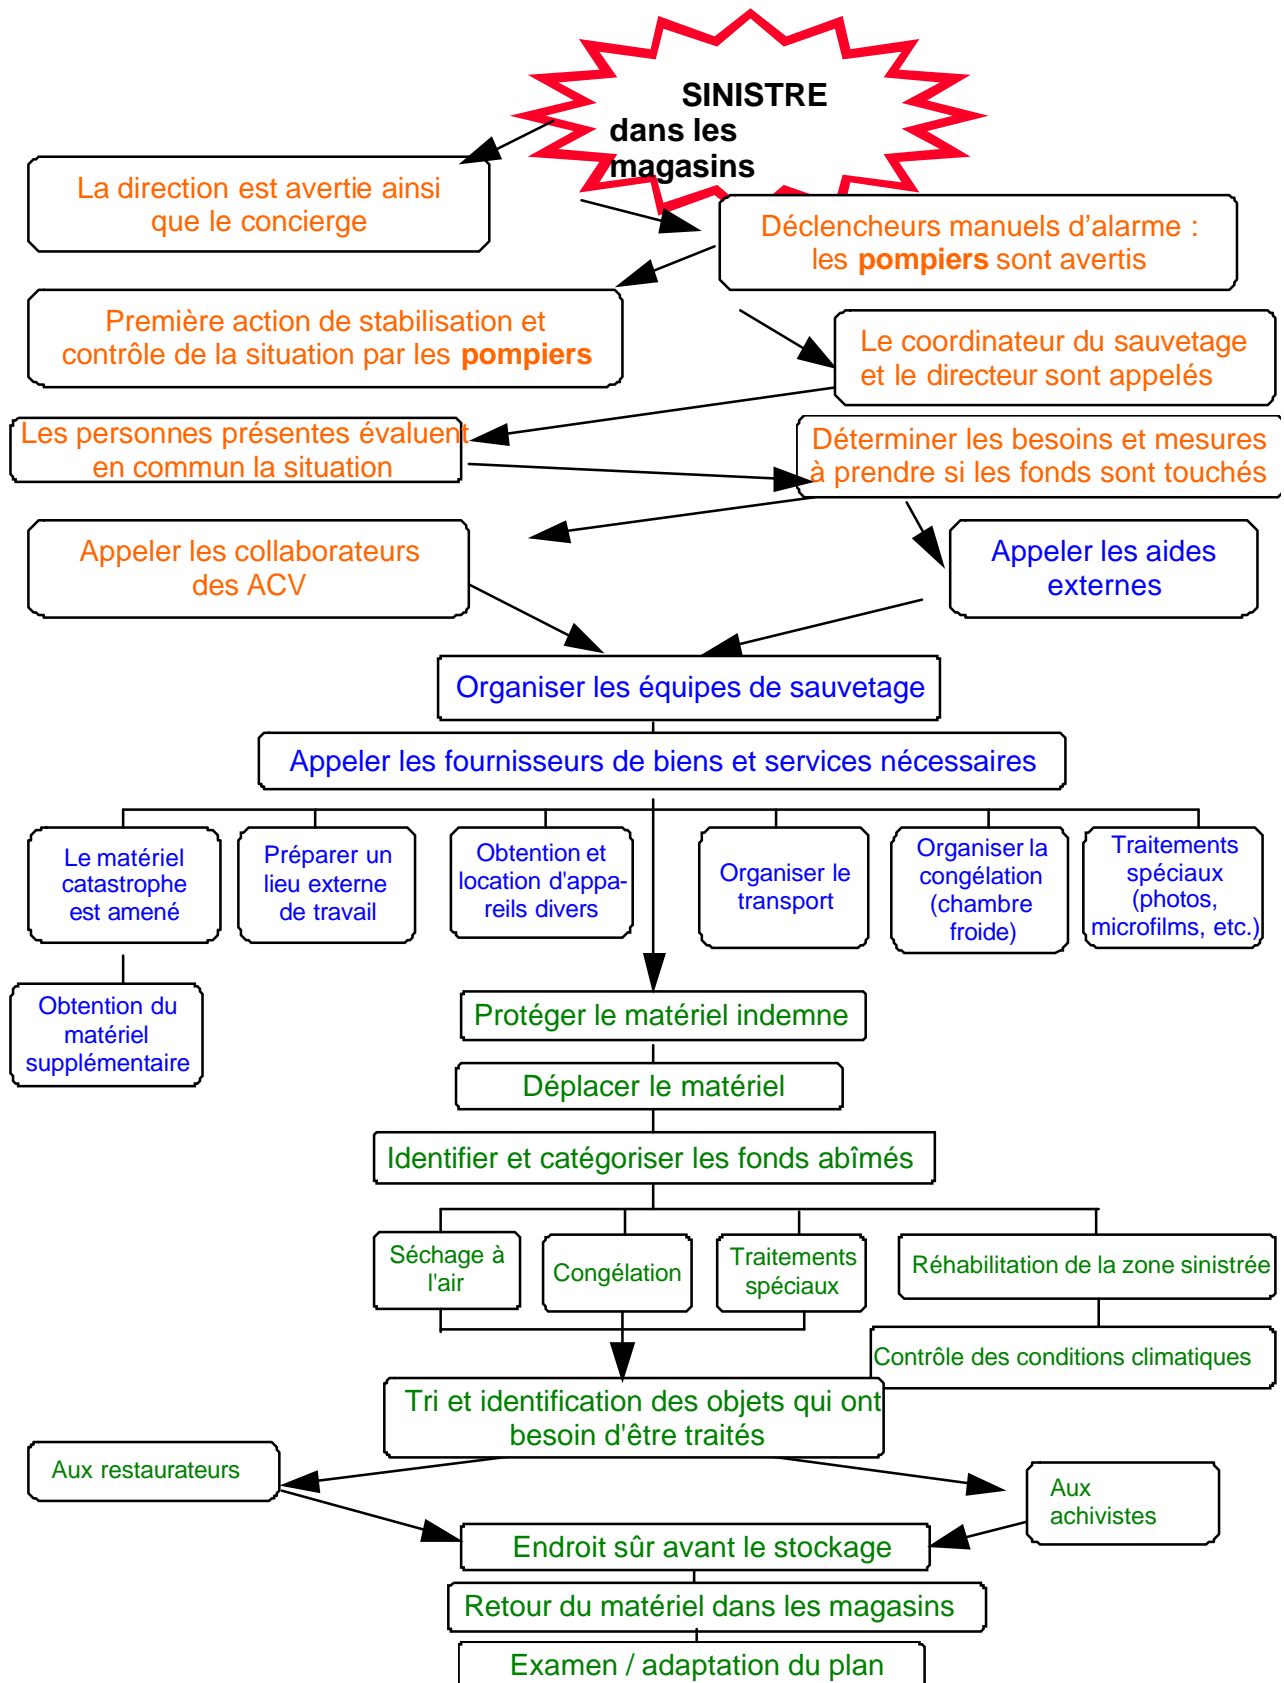 SINISTRE
dans les
magasins
La direction est avertie ainsi
que le concierge
Déclencheurs manuels d'alarme :
les pompiers sont avertis
Première action de stabilisation et
contrôle de la situation par les pompiers
Le coordinateur du sauvetage
et le directeur sont appelés
Les personnes présentes évaluent
en commun la situation
Déterminer les besoins et mesures
à prendre si les fonds sont touchés
Appeler les collaborateurs
des ACV
Appeler les aides
externes
Organiser les équipes de sauvetage
Appeler les fournisseurs de biens et services nécessaires
Le matériel
catastrophe
est amené
Préparer un
lieu externe
de travail
Obtention et
location d'appa-
reils divers
Organiser le
transport
Organiser la
congélation
(chambre
froide)
Traitements
spéciaux
(photos,
microfilms, etc.)
Obtention du
matériel
supplémentaire
Protéger le matériel indemne
Déplacer le matériel
Identifier et catégoriser les fonds abîmés
Séchage à
l'air
Congélation
Traitements
spéciaux
Réhabilitation de la zone sinistrée
Contrôle des conditions climatiques
Tri et identification des objets qui ont
besoin d'être traités
Aux restaurateurs
Aux
achivistes
Endroit sûr avant le stockage
Retour du matériel dans les magasins
Examen / adaptation du plan